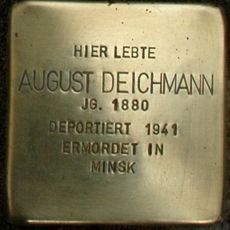 HIER LEBTE
AUGUST DEICHMANN
JG. 1880
DEPORTIERT 1941
ERMORDET IN
MINSK